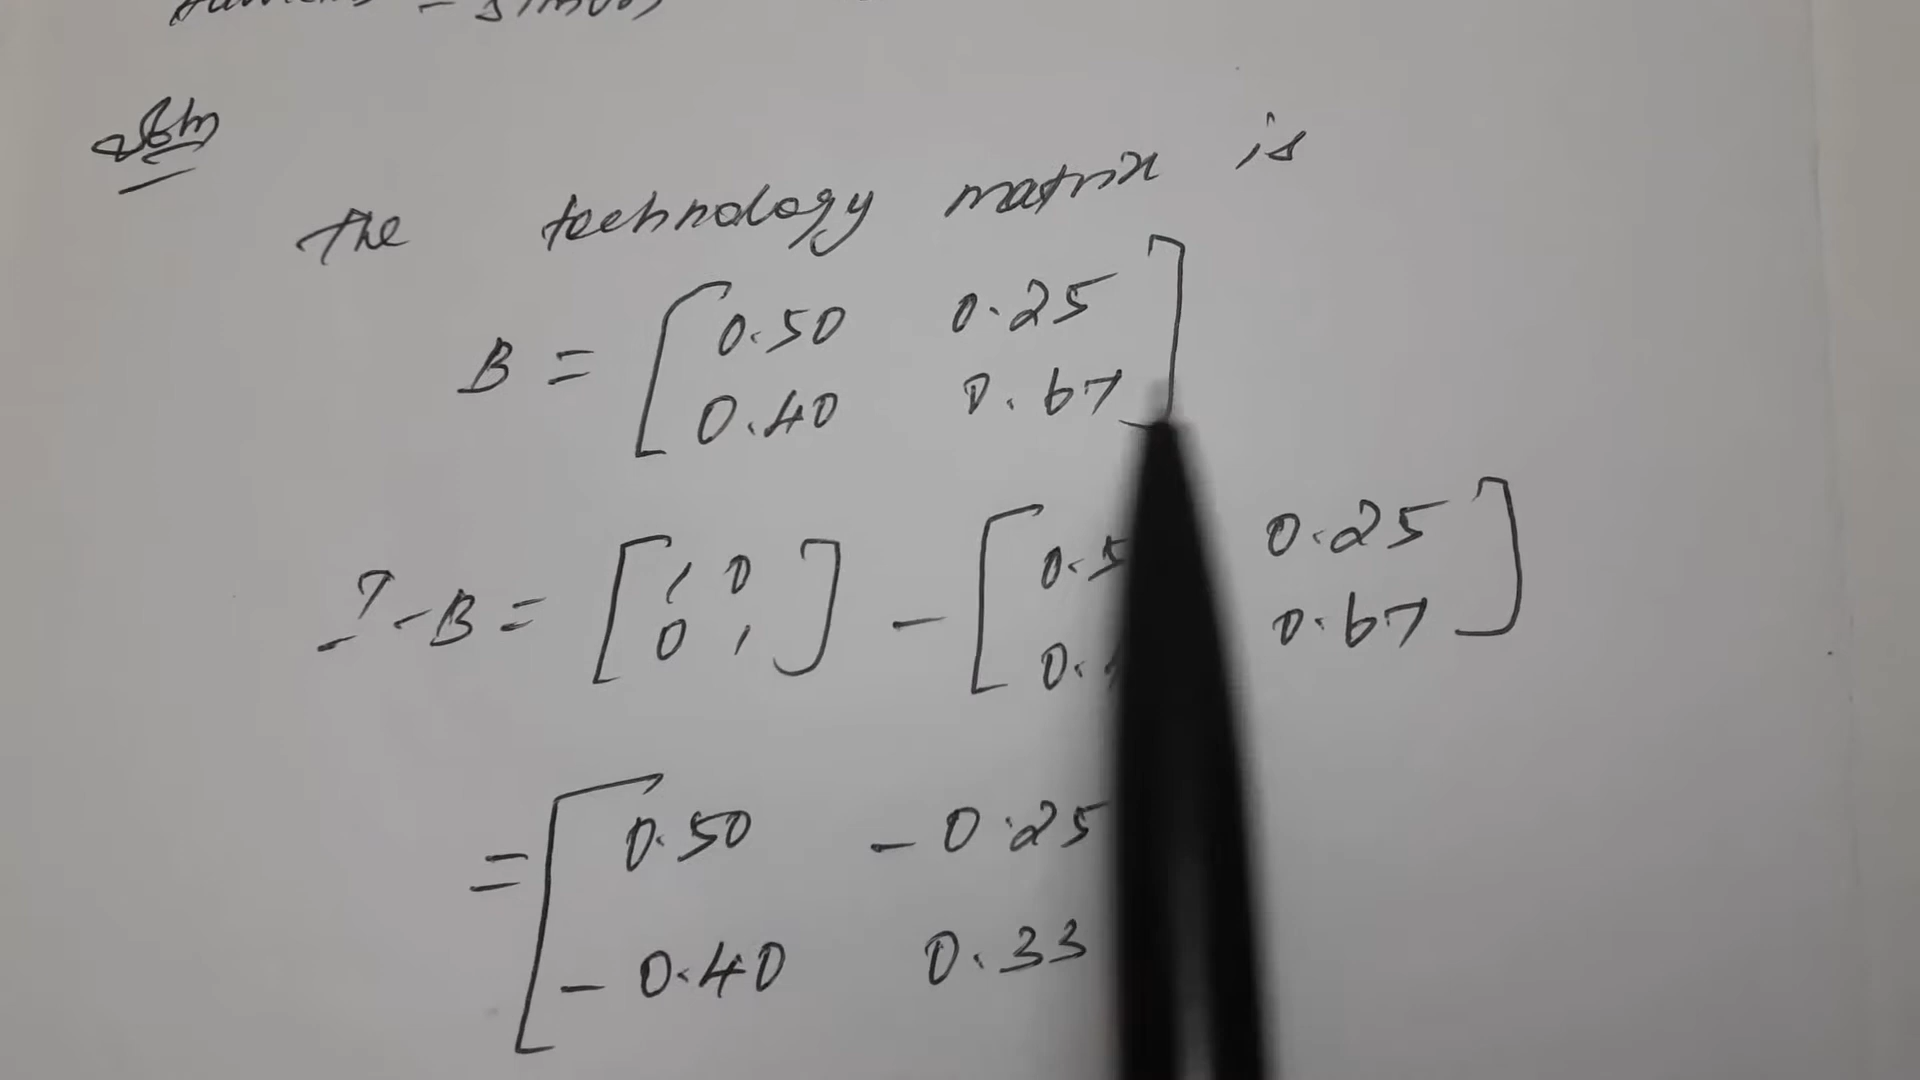 Soln
The technology matrix is
B = [ 0.50 0.25
0.40 0.67 ]
I - B = [ 1 0
0 1 ] - [ 0.5 0.25
0. 0.67 ]
= [ 0.50 - 0.25
- 0.40 0.33